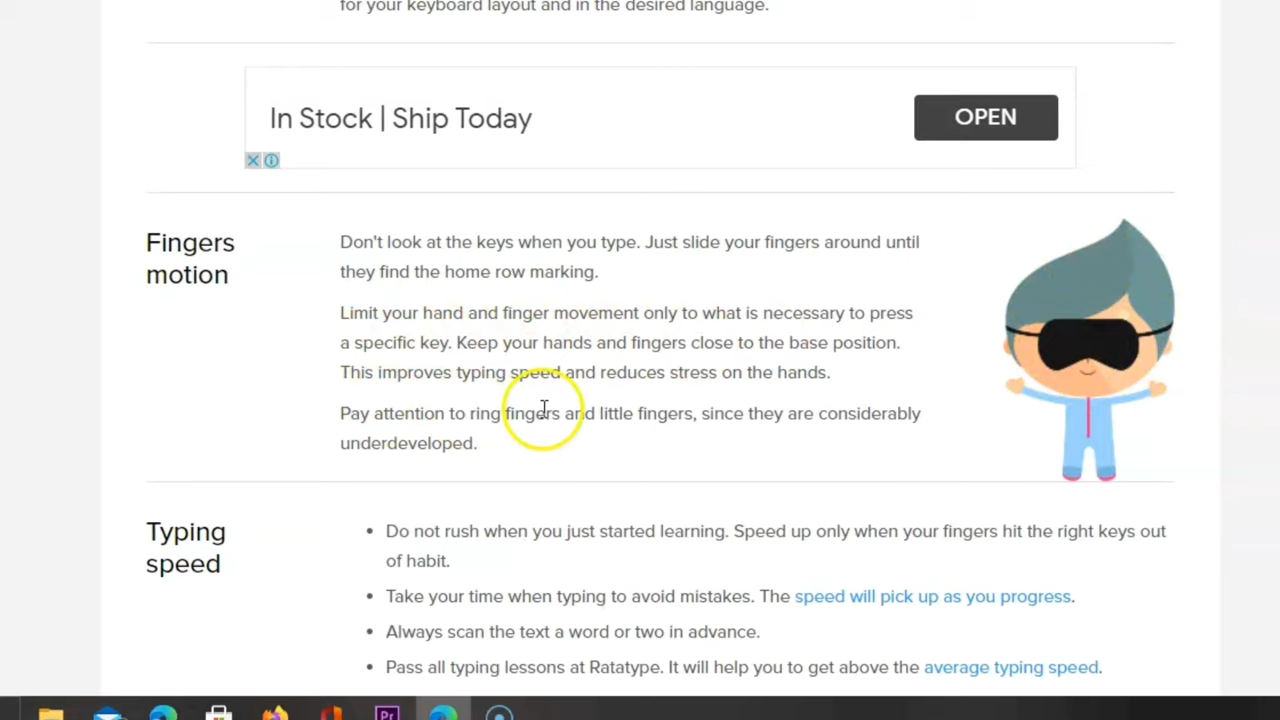 for your keyboard layout and in the desired language.
In Stock | Ship Today
OPEN
Fingers
motion
Don't look at the keys when you type. Just slide your fingers around until
they find the home row marking.
Limit your hand and finger movement only to what is necessary to press
a specific key. Keep your hands and fingers close to the base position.
This improves typing speed and reduces stress on the hands.
Pay attention to ring fingers and little fingers, since they are considerably
underdeveloped.
Typing
speed
• Do not rush when you just started learning. Speed up only when your fingers hit the right keys out
of habit.
• Take your time when typing to avoid mistakes. The speed will pick up as you progress.
• Always scan the text a word or two in advance.
• Pass all typing lessons at Ratatype. It will help you to get above the average typing speed.
Pr